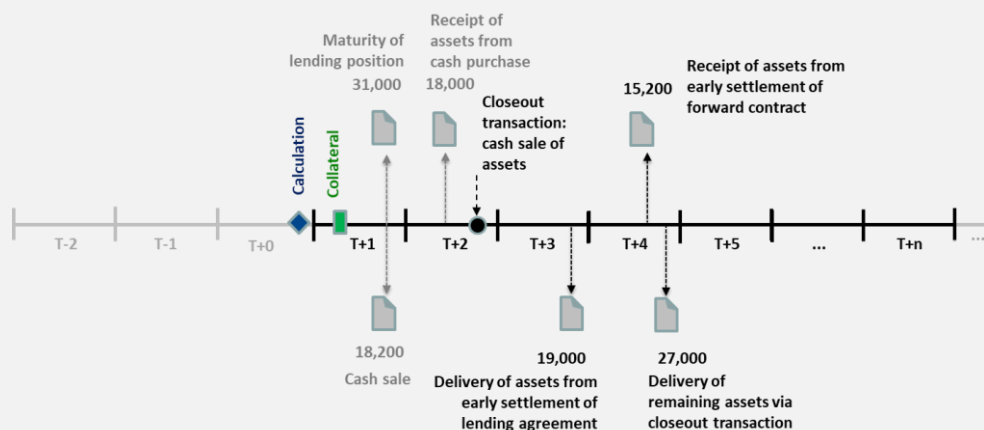 Maturity of
lending position
31,000
Receipt of
assets from
cash purchase
18,000
Closeout
transaction:
cash sale of
assets
15,200
Receipt of assets from
early settlement of
forward contract
Calculation
Collateral
T-2
T-1
T+0
T+1
T+2
T+3
T+4
T+5
...
T+n
...
18,200
Cash sale
19,000
Delivery of assets from
early settlement of
lending agreement
27,000
Delivery of
remaining assets via
closeout transaction